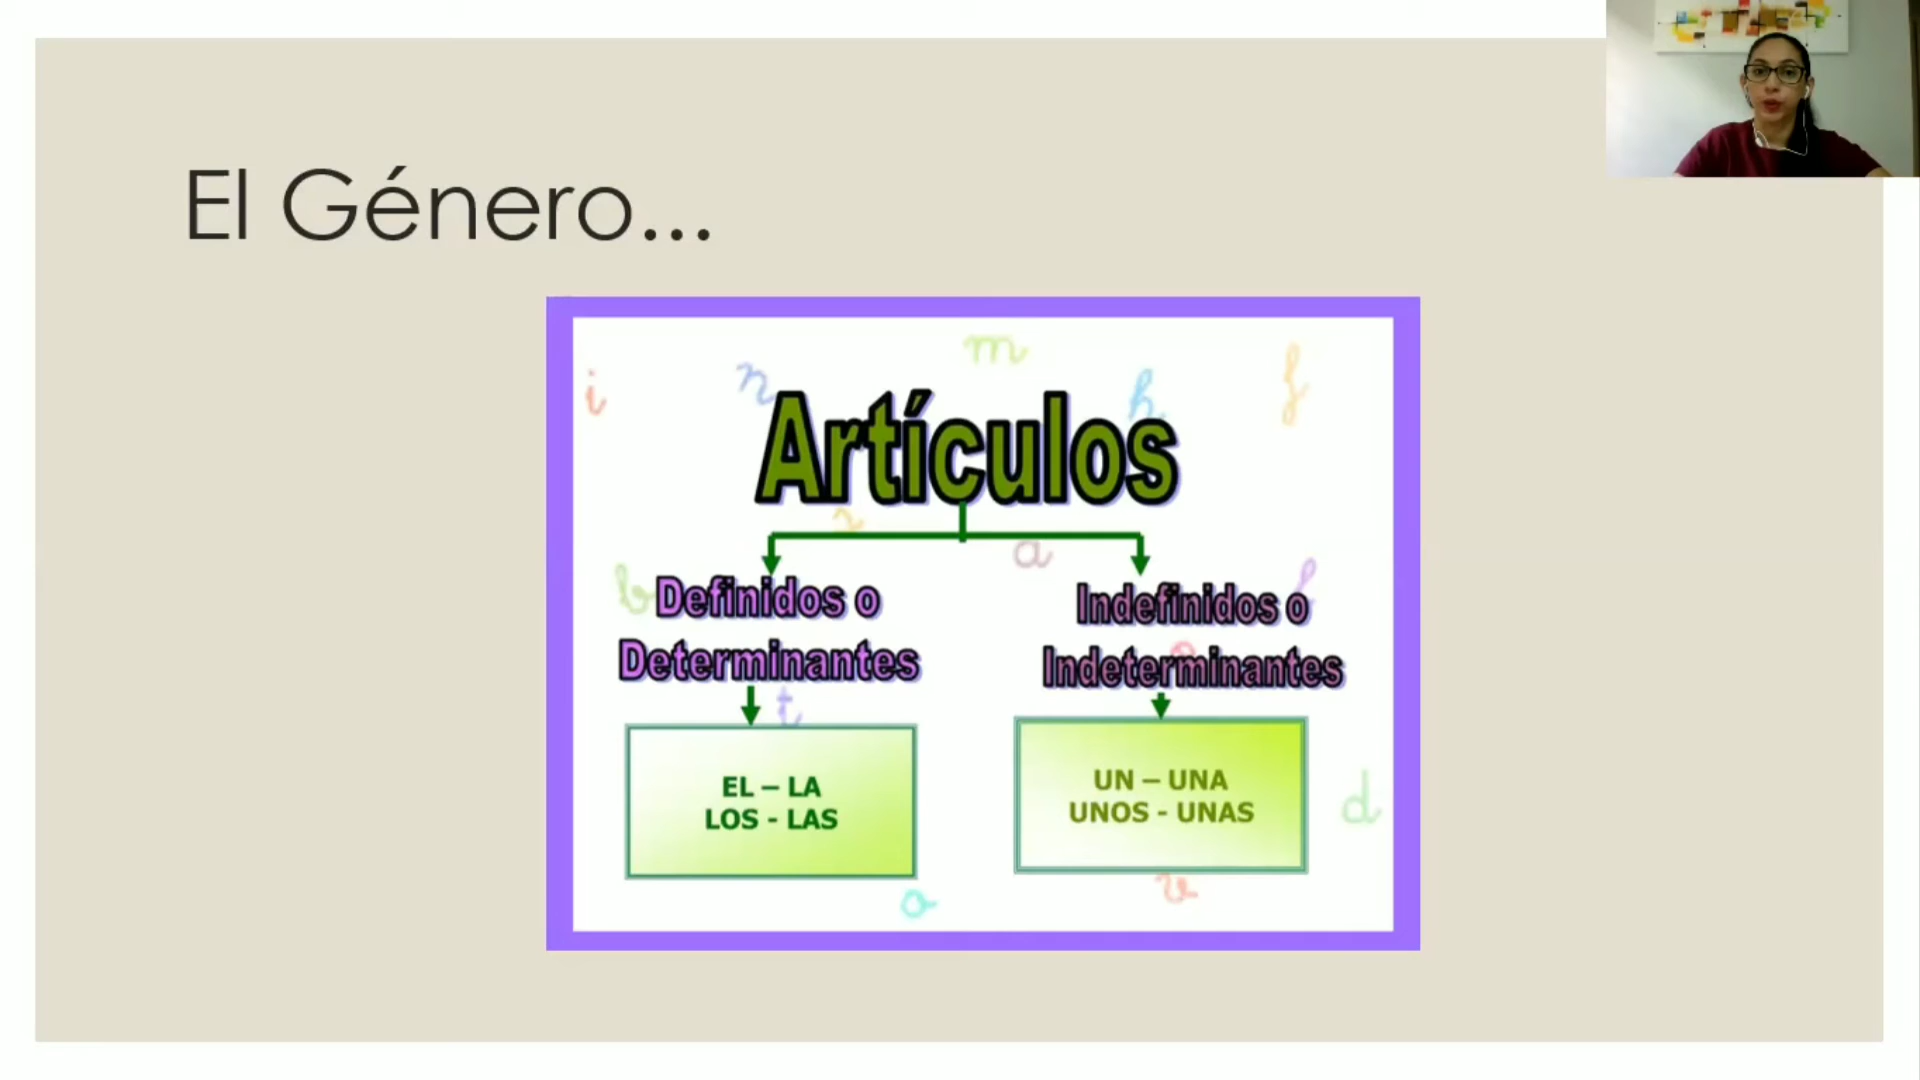 El Género...
Artículos
Definidos o
Determinantes
EL – LA
LOS - LAS
Indefinidos o
Indeterminantes
UN – UNA
UNOS - UNAS
i
n
m
h
f
a
b
t
d
o
u